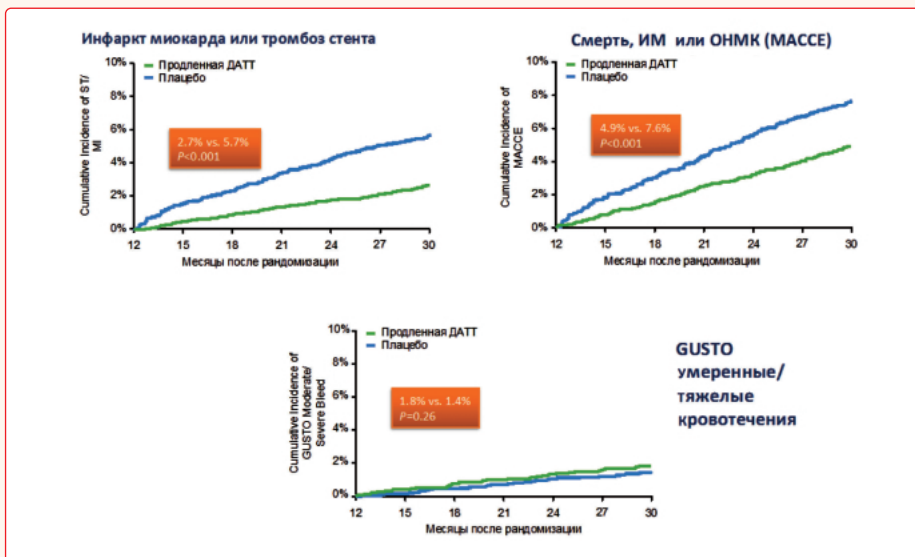 Инфаркт миокарда или тромбоз стента
Продленная ДАТТ
Плацебо
Cumulative Incidence of ST/
MI
10%
8%
6%
4%
2%
0%
2.7% vs. 5.7%
P<0.001
12 15 18 21 24 27 30
Месяцы после рандомизации
Смерть, ИМ или ОНМК (MACCE)
Продленная ДАТТ
Плацебо
Cumulative Incidence of
MACCE
10%
8%
6%
4%
2%
0%
4.9% vs. 7.6%
P<0.001
12 15 18 21 24 27 30
Месяцы после рандомизации
Продленная ДАТТ
Плацебо
Cumulative Incidence of
GUSTO Moderate/
Severe Bleed
10%
8%
6%
4%
2%
0%
1.8% vs. 1.4%
P=0.26
12 15 18 21 24 27 30
Месяцы после рандомизации
GUSTO
умеренные/
тяжелые
кровотечения